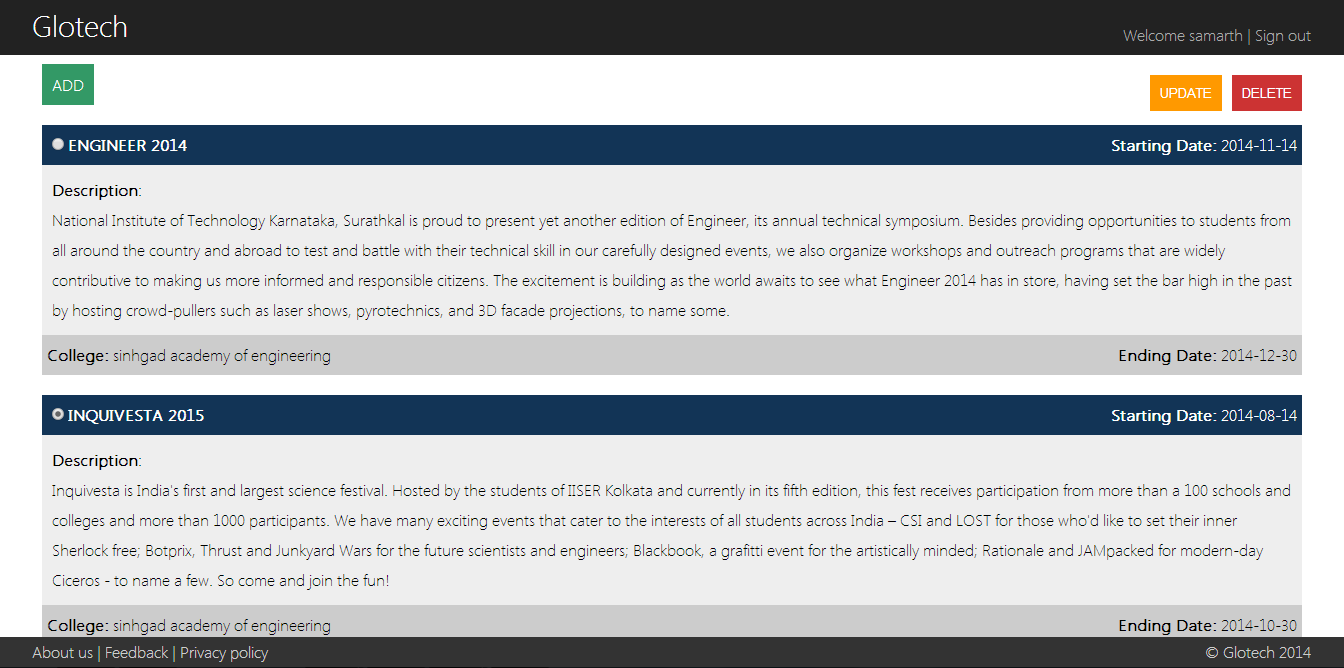 Glotech
Welcome samarth | Sign out
ADD
UPDATE DELETE
ENGINEER 2014 Starting Date: 2014-11-14
Description:
National Institute of Technology Karnataka, Surathkal is proud to present yet another edition of Engineer, its annual technical symposium. Besides providing opportunities to students from
all around the country and abroad to test and battle with their technical skill in our carefully designed events, we also organize workshops and outreach programs that are widely
contributive to making us more informed and responsible citizens. The excitement is building as the world awaits to see what Engineer 2014 has in store, having set the bar high in the past
by hosting crowd-pullers such as laser shows, pyrotechnics, and 3D facade projections, to name some.
College: sinhgad academy of engineering Ending Date: 2014-12-30
INQUIVESTA 2015 Starting Date: 2014-08-14
Description:
Inquivesta is India's first and largest science festival. Hosted by the students of IISER Kolkata and currently in its fifth edition, this fest receives participation from more than a 100 schools and
colleges and more than 1000 participants. We have many exciting events that cater to the interests of all students across India – CSI and LOST for those who'd like to set their inner
Sherlock free; Botprix, Thrust and Junkyard Wars for the future scientists and engineers; Blackbook, a grafitti event for the artistically minded; Rationale and JAMpacked for modern-day
Ciceros - to name a few. So come and join the fun!
College: sinhgad academy of engineering Ending Date: 2014-10-30
About us | Feedback | Privacy policy © Glotech 2014